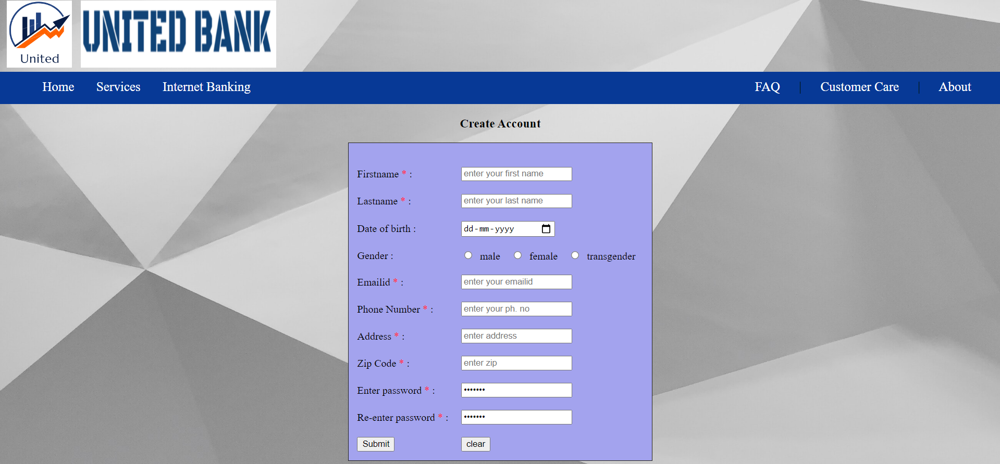 United
UNITED BANK
Home Services Internet Banking FAQ | Customer Care | About
Create Account
Firstname * : enter your first name
Lastname * : enter your last name
Date of birth : dd-mm-yyyy
Gender : male female transgender
Emailid * : enter your emailid
Phone Number * : enter your ph. no
Address * : enter address
Zip Code * : enter zip
Enter password * : •••••••
Re-enter password * : •••••••
Submit clear